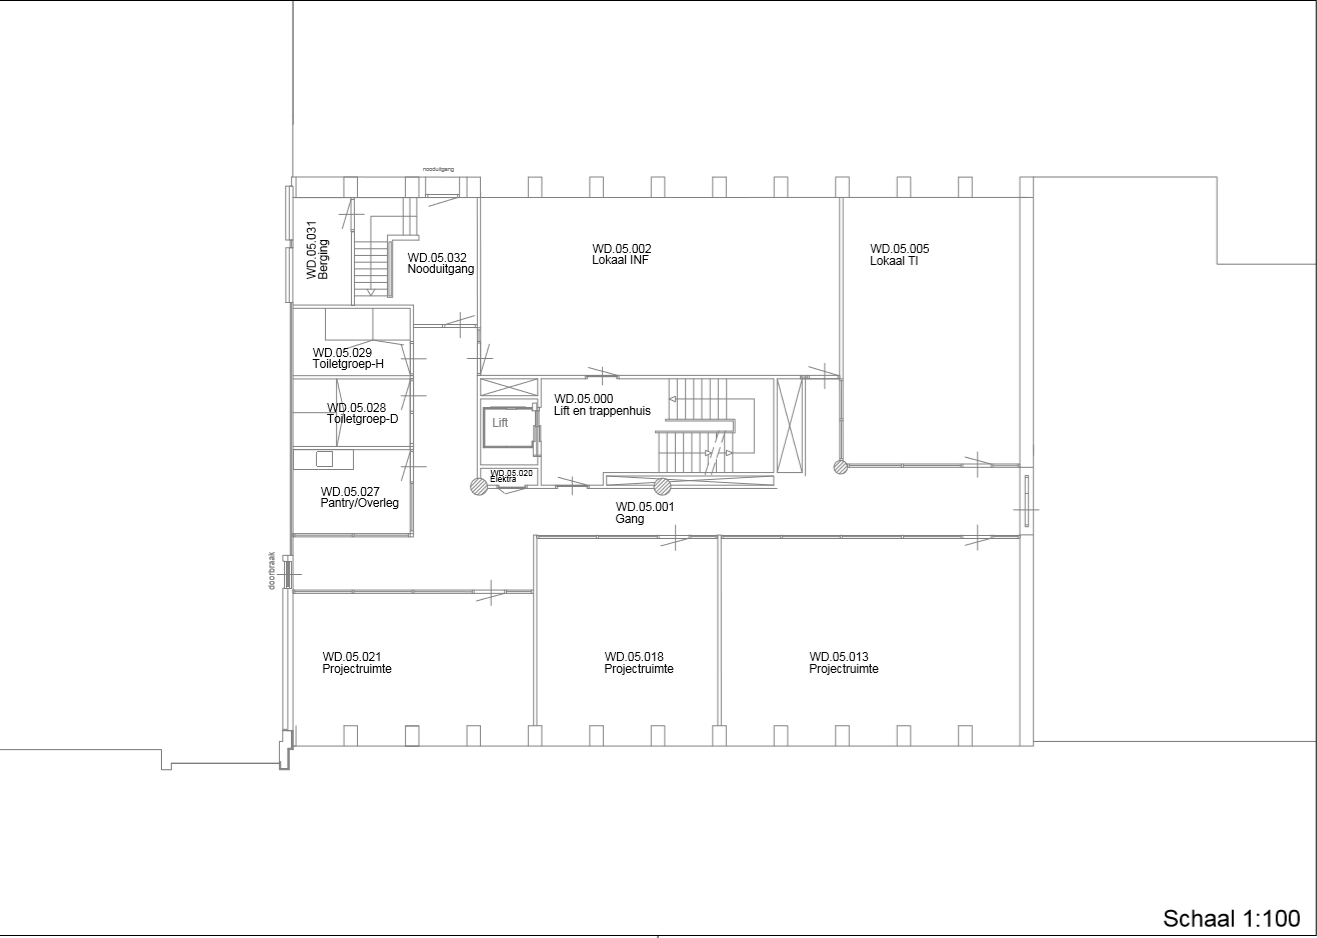 nooduitgang
WD.05.031
Berging
WD.05.032
Nooduitgang
WD.05.002
Lokaal INF
WD.05.005
Lokaal TI
WD.05.029
Toiletgroep-H
WD.05.028
Toiletgroep-D
Lift
WD.05.000
Lift en trappenhuis
WD.05.020
Elektra
WD.05.027
Pantry/Overleg
WD.05.001
Gang
doorbraak
WD.05.021
Projectruimte
WD.05.018
Projectruimte
WD.05.013
Projectruimte
Schaal 1:100